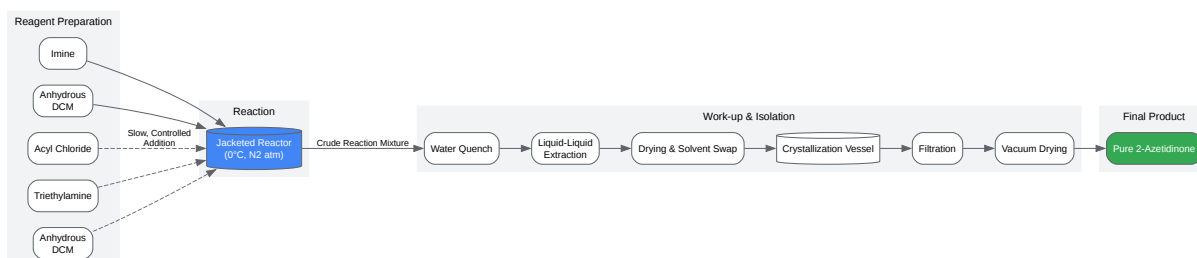 Reagent Preparation
Imine
Anhydrous
DCM
Acyl Chloride
Triethylamine
Anhydrous
DCM
Slow, Controlled
Addition
Reaction
Jacketed Reactor
(0°C, N2 atm)
Crude Reaction Mixture
Work-up & Isolation
Water Quench
Liquid-Liquid
Extraction
Drying & Solvent Swap
Crystallization Vessel
Filtration
Vacuum Drying
Final Product
Pure 2-Azetidinone